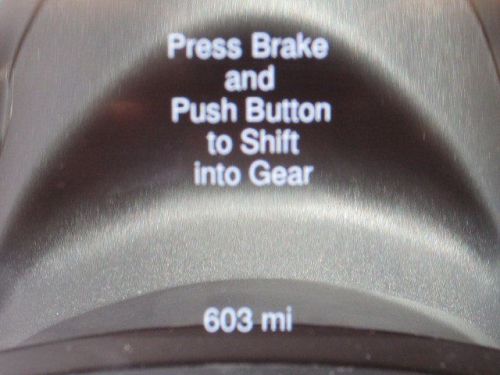 Press Brake
and
Push Button
to Shift
into Gear
603 mi